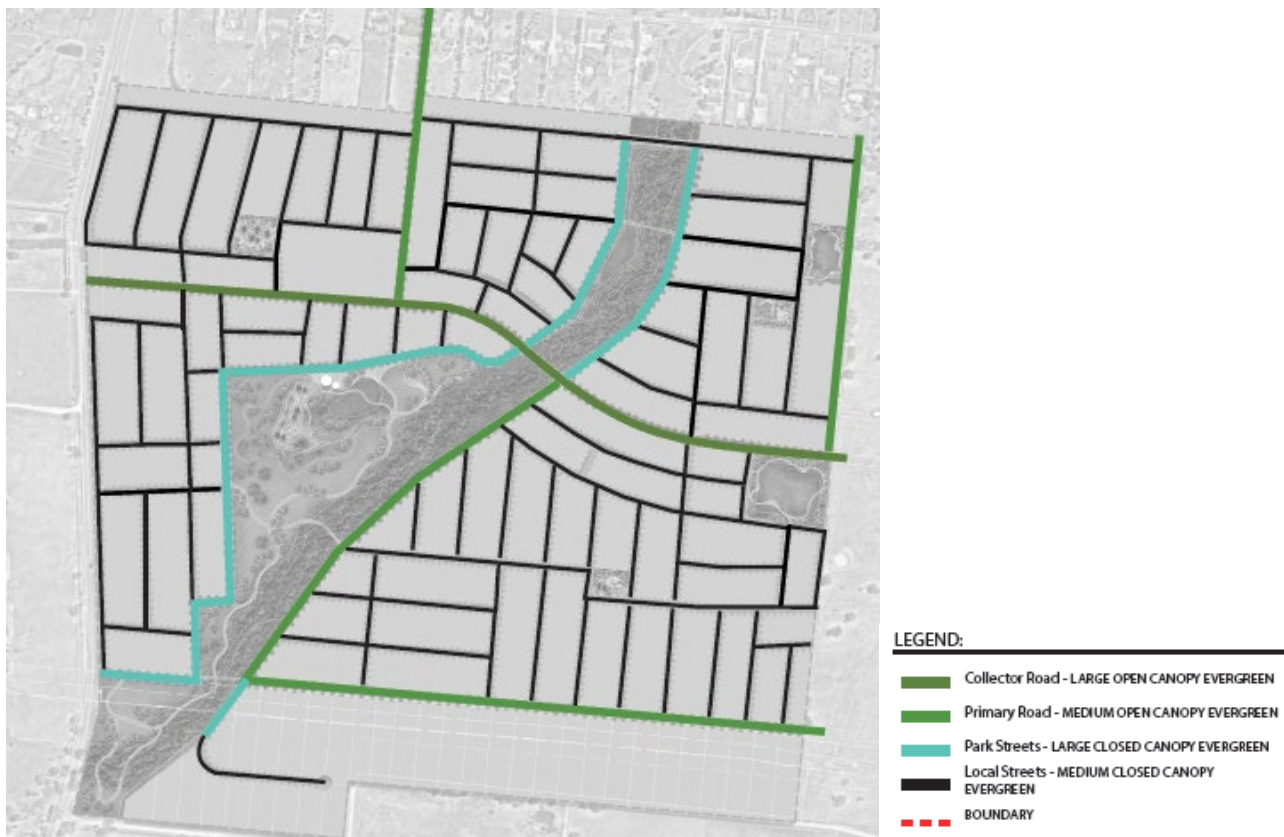 LEGEND:
Collector Road - LARGE OPEN CANOPY EVERGREEN
Primary Road - MEDIUM OPEN CANOPY EVERGREEN
Park Streets - LARGE CLOSED CANOPY EVERGREEN
Local Streets - MEDIUM CLOSED CANOPY
EVERGREEN
BOUNDARY